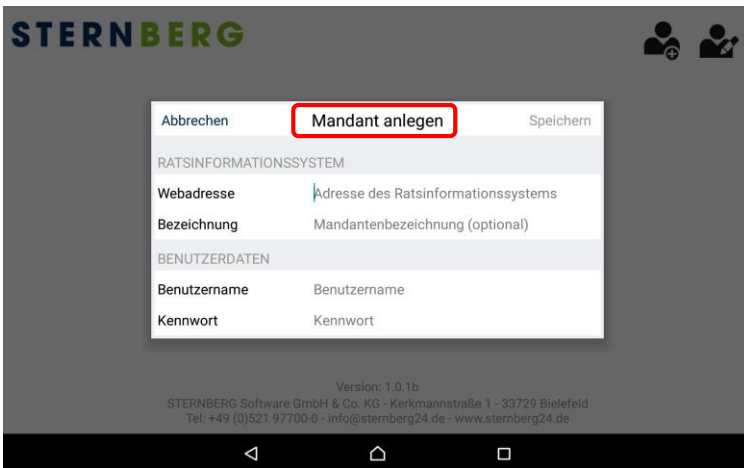 STERNBERG
Abbrechen Mandant anlegen Speichern
RATSINFORMATIONSSYSTEM
Webadresse Adresse des Ratsinformationssystems
Bezeichnung Mandantenbezeichnung (optional)
BENUTZERDATEN
Benutzername Benutzername
Kennwort Kennwort
Version: 1.0.1b
STERNBERG Software GmbH & Co. KG - Kerkmannstraße 1 - 33729 Bielefeld
Tel: +49 (0)521 97700-0 - info@sternberg24.de - www.sternberg24.de